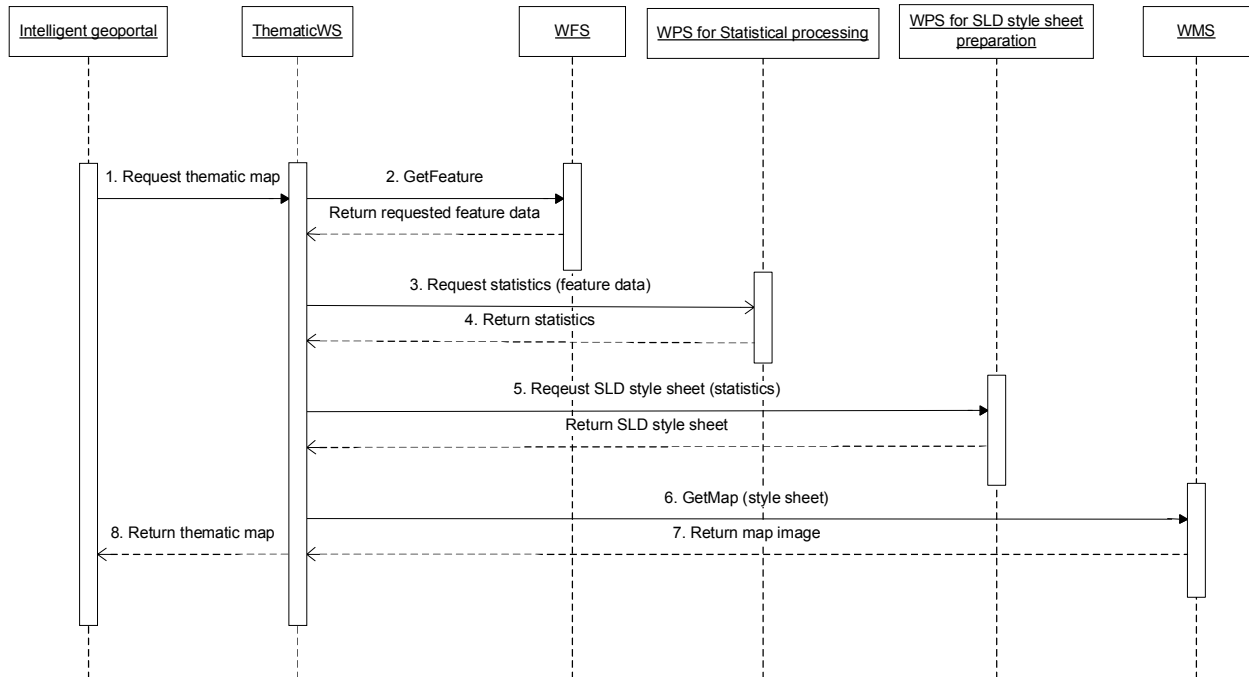 Intelligent geoportal
ThematicWS
WFS
WPS for Statistical processing
WPS for SLD style sheet
preparation
WMS
1. Request thematic map
2. GetFeature
Return requested feature data
3. Request statistics (feature data)
4. Return statistics
5. Reqeust SLD style sheet (statistics)
Return SLD style sheet
6. GetMap (style sheet)
8. Return thematic map
7. Return map image